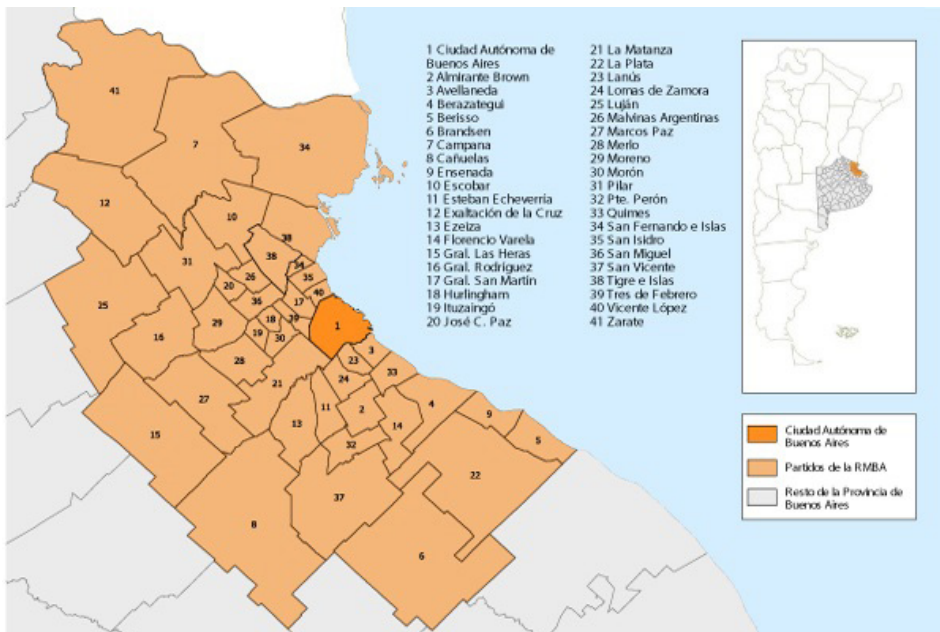 1 Ciudad Autónoma de
Buenos Aires
2 Almirante Brown
3 Avellaneda
4 Berazategui
5 Berisso
6 Brandsen
7 Campana
8 Cañuelas
9 Ensenada
10 Escobar
11 Esteban Echeverría
12 Exaltación de la Cruz
13 Ezeiza
14 Florencio Varela
15 Gral. Las Heras
16 Gral. Rodríguez
17 Gral. San Martín
18 Hurlingham
19 Ituzaingó
20 José C. Paz
21 La Matanza
22 La Plata
23 Lanús
24 Lomas de Zamora
25 Luján
26 Malvinas Argentinas
27 Marcos Paz
28 Merlo
29 Moreno
30 Morón
31 Pilar
32 Pte. Perón
33 Quimes
34 San Fernando e Islas
35 San Isidro
36 San Miguel
37 San Vicente
38 Tigre e Islas
39 Tres de Febrero
40 Vicente López
41 Zarate
41
7
34
12
10
38
31
38
34
26
35
20
40
25
36
17
29
18
39
1
16
19
30
3
28
23
21
24
33
27
11
2
4
9
15
13
14
5
32
22
37
8
6
Ciudad Autónoma de
Buenos Aires
Partidos de la RMBA
Resto de la Provincia de
Buenos Aires